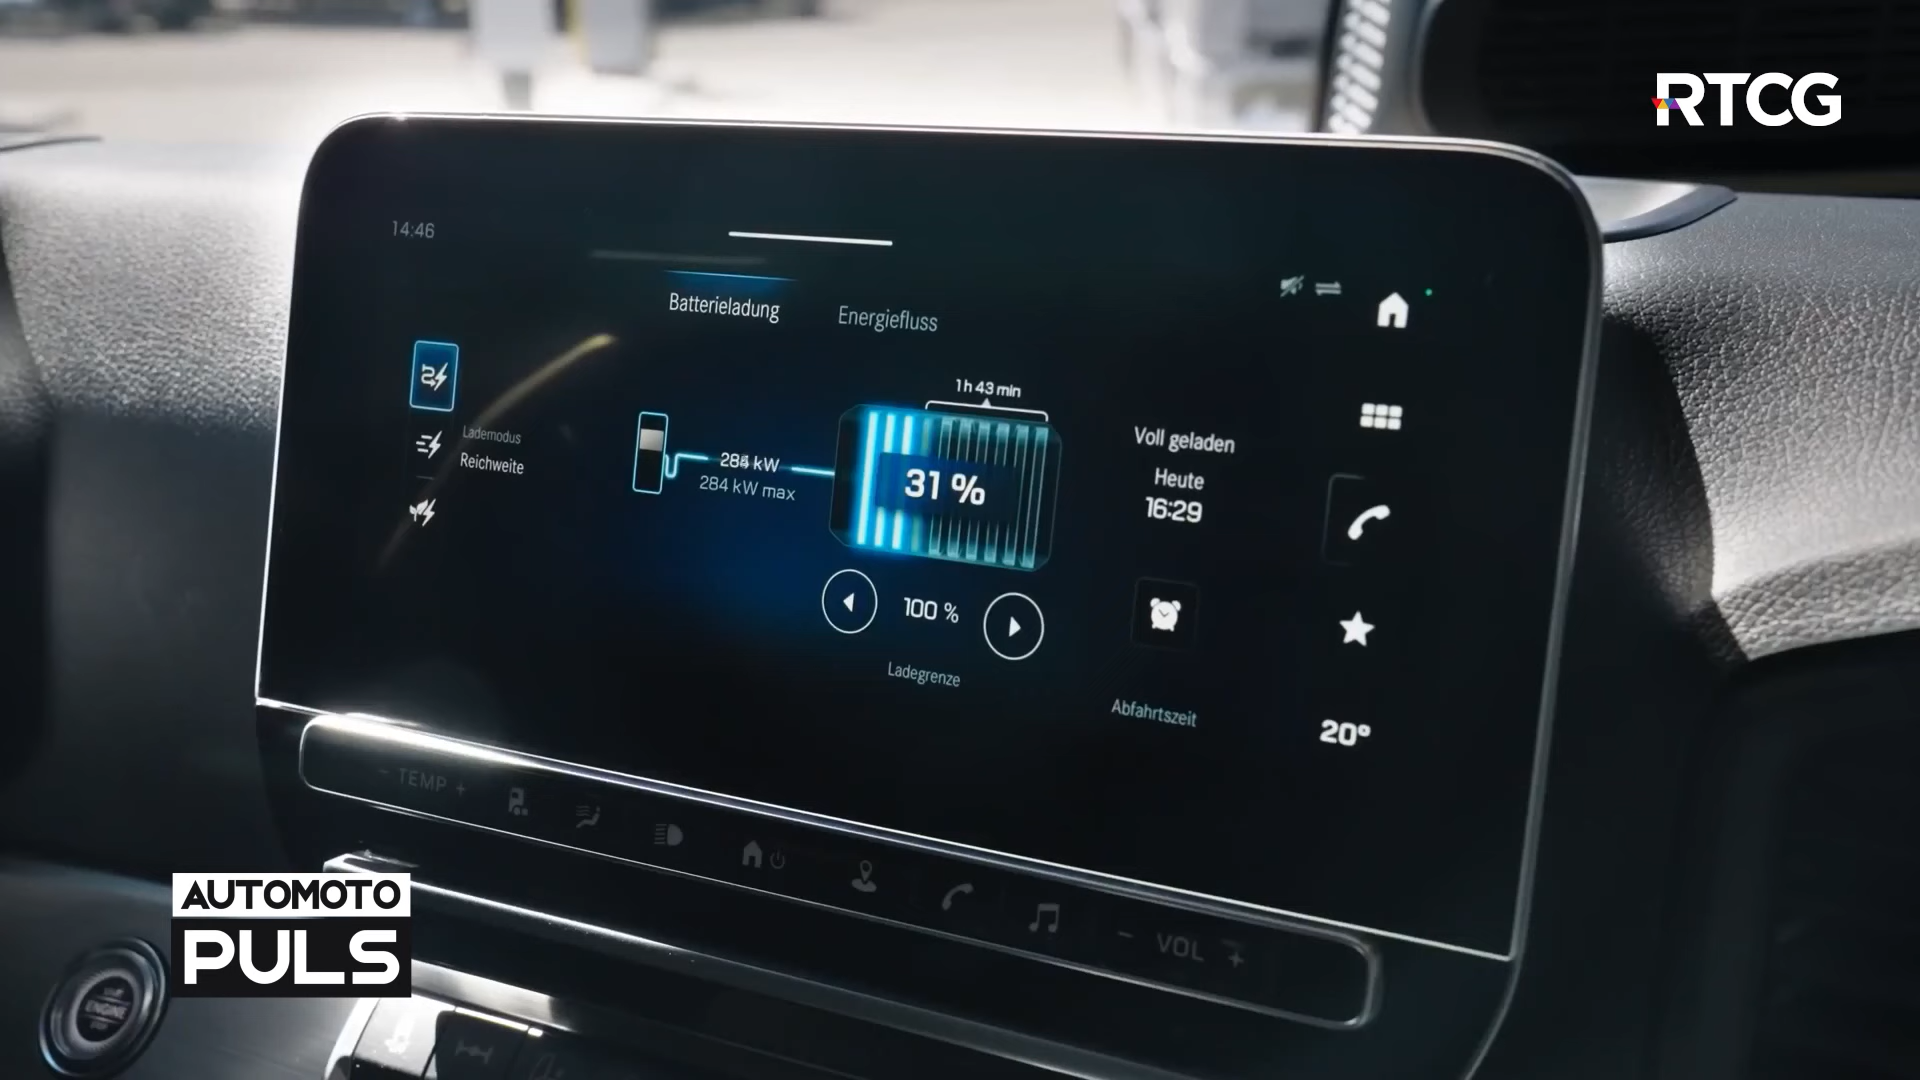 RTCG
14:46
Batterieladung
Energiefluss
1 h 43 min
Lademodus
Reichweite
284 kW
284 kW max
31 %
Voll geladen
Heute
16:29
100 %
Ladegrenze
Abfahrtszeit
20°
- TEMP +
- VOL +
AUTOMOTO
PULS
ENGINE